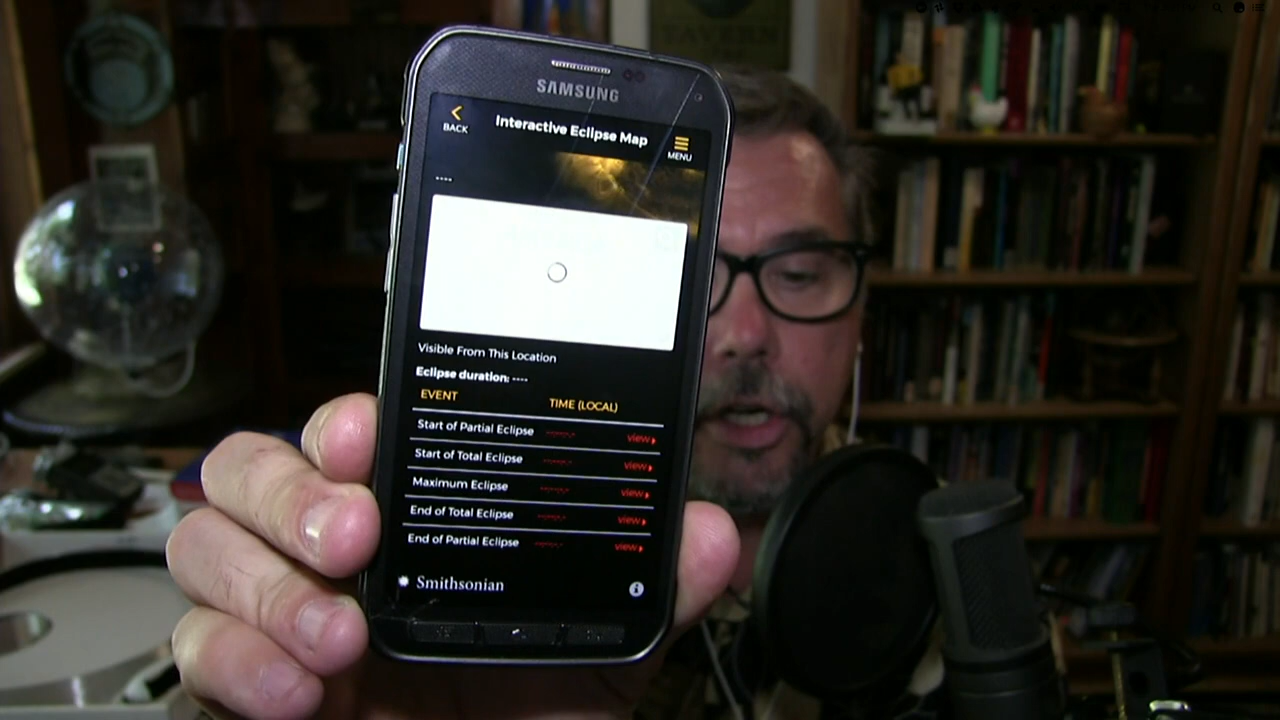 TAVERN
SAMSUNG
BACK
Interactive Eclipse Map
MENU
----
Visible From This Location
Eclipse duration: ----
EVENT TIME (LOCAL)
Start of Partial Eclipse view
Start of Total Eclipse view
Maximum Eclipse view
End of Total Eclipse view
End of Partial Eclipse view
Smithsonian